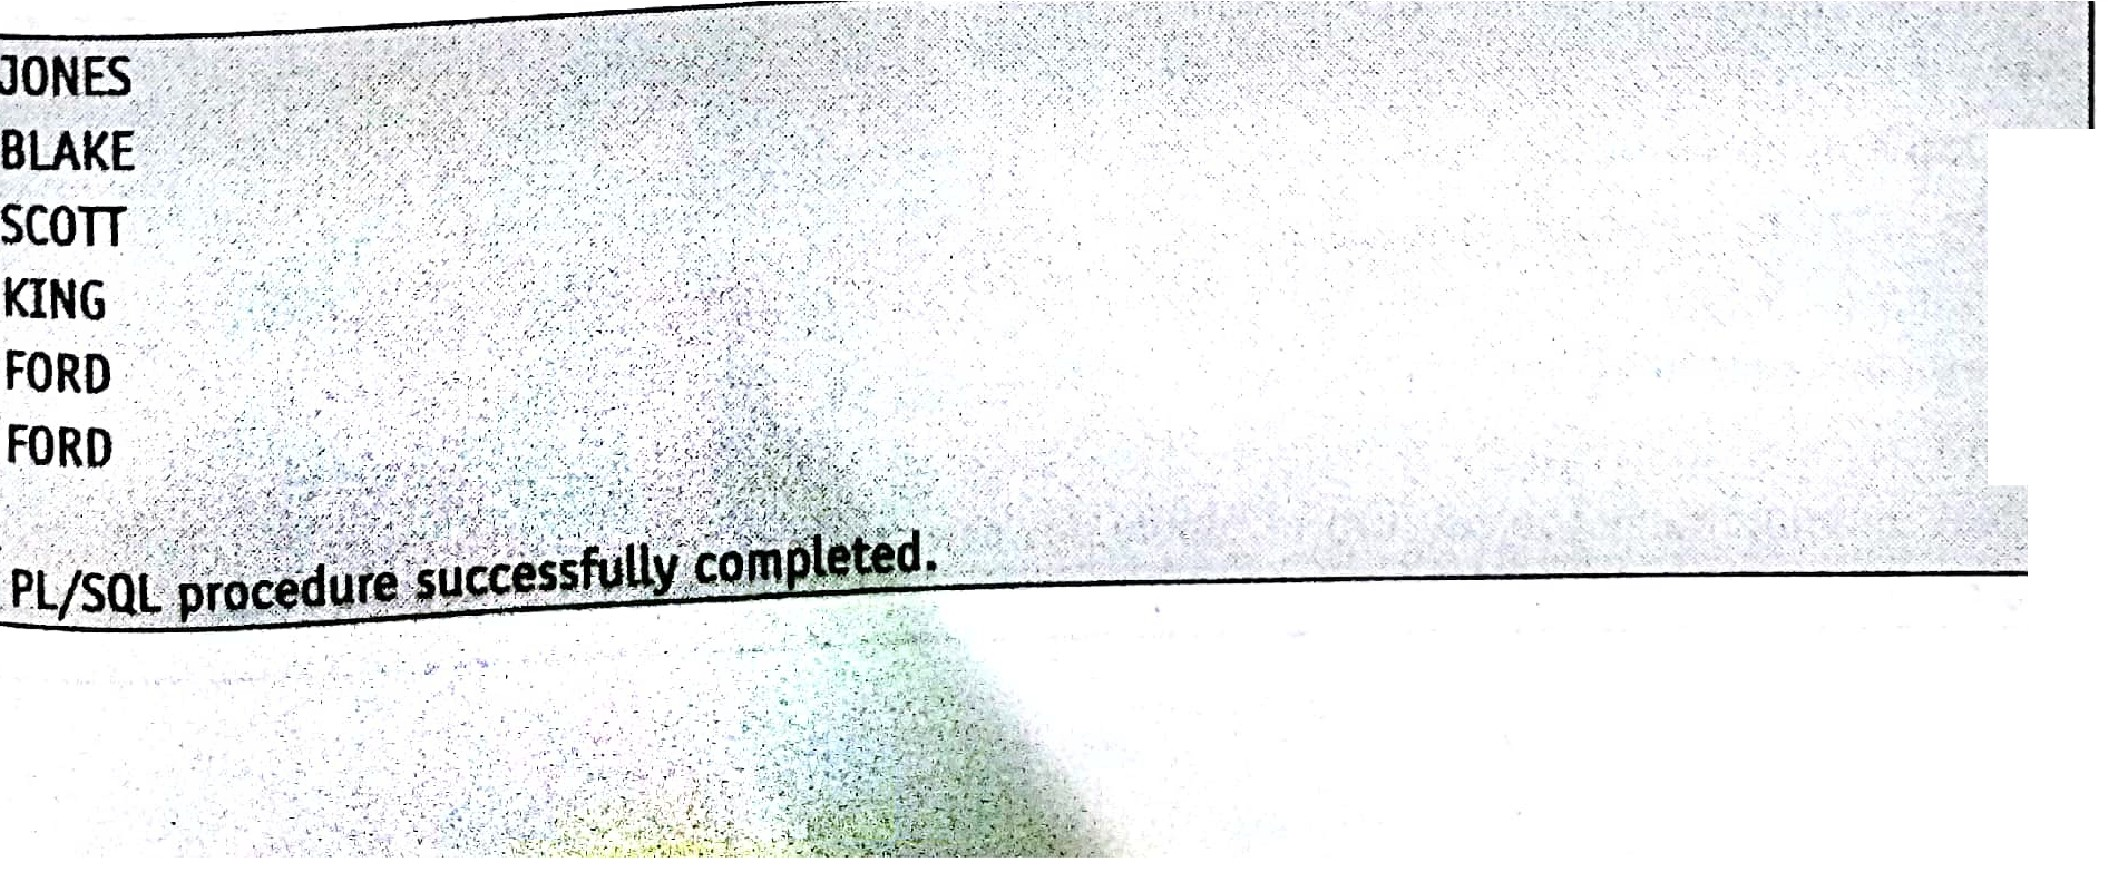 JONES
BLAKE
SCOTT
KING
FORD
FORD
PL/SQL procedure successfully completed.